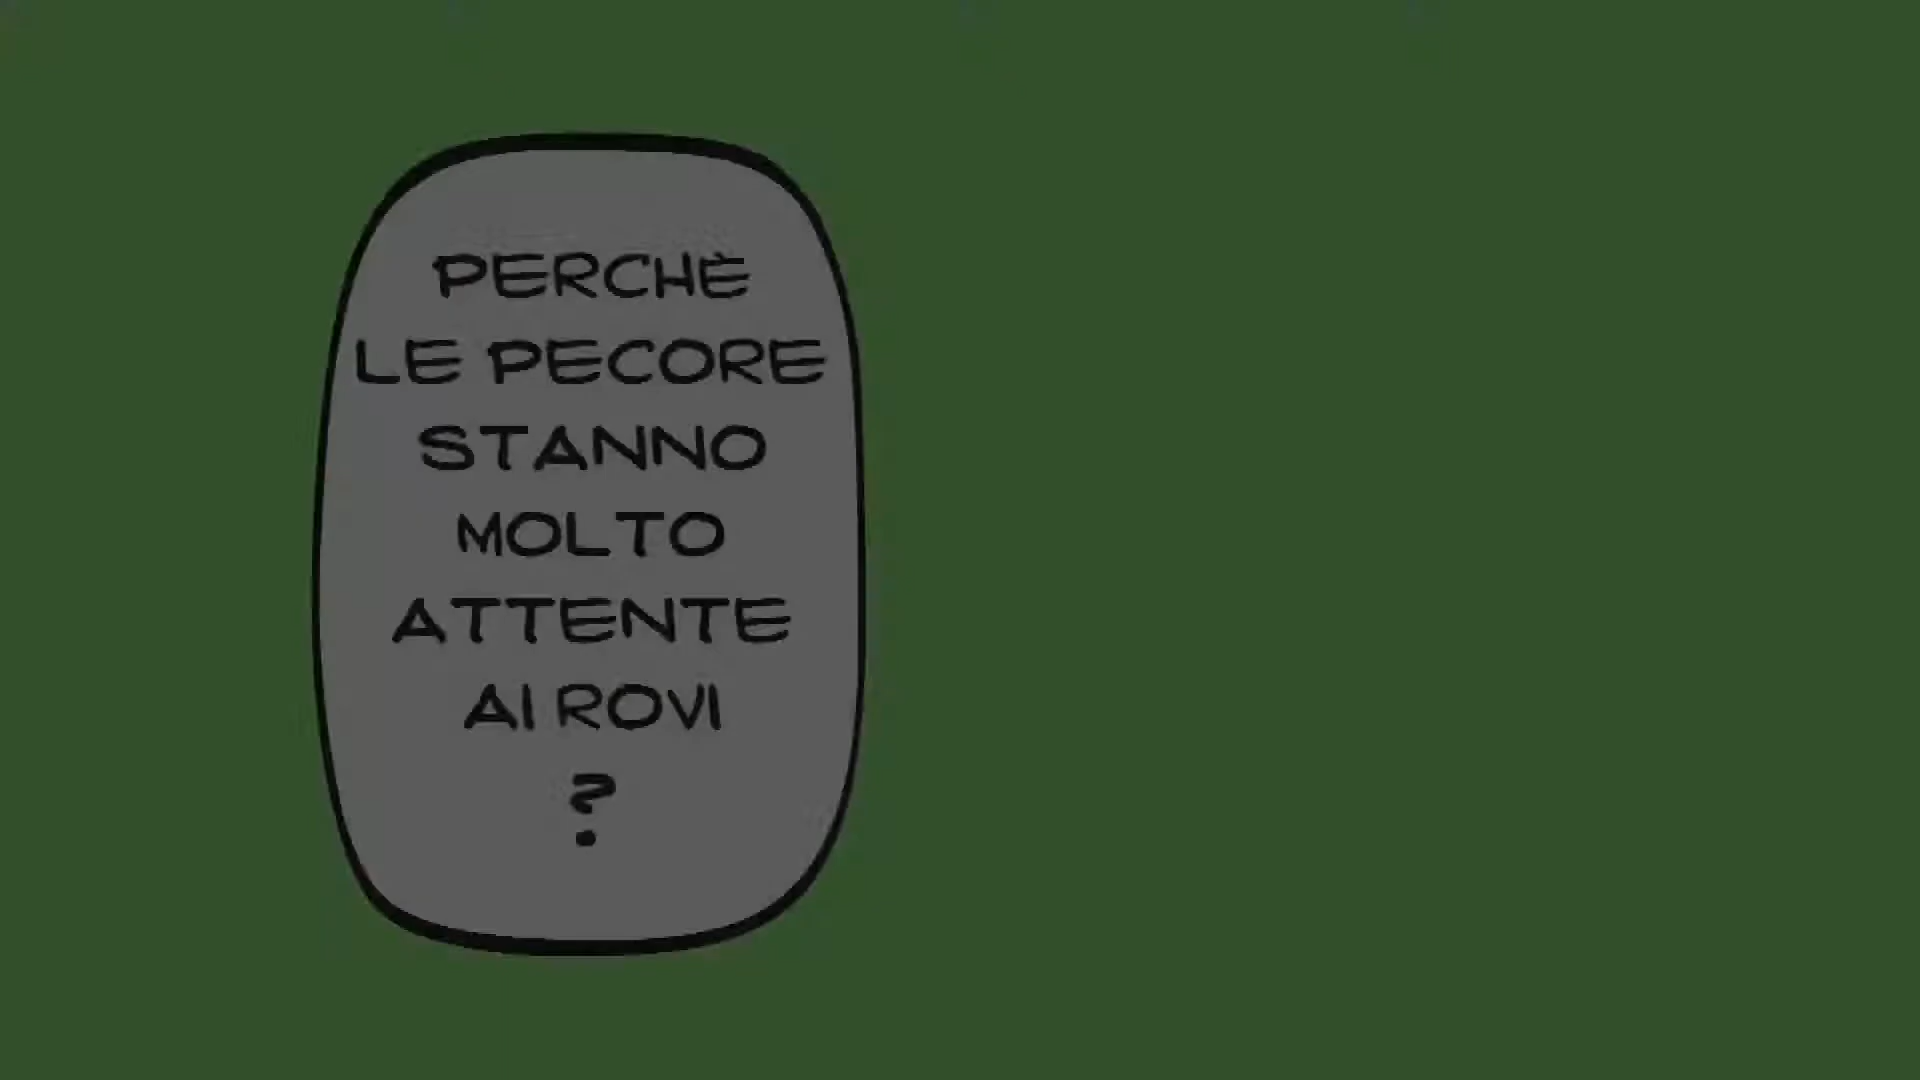 PERCHÈ
LE PECORE
STANNO
MOLTO
ATTENTE
AI ROVI
?